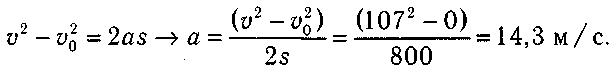 v² − v₀² = 2as → a = (v² − v₀²) / 2s = (107² − 0) / 800 = 14,3 м / с.